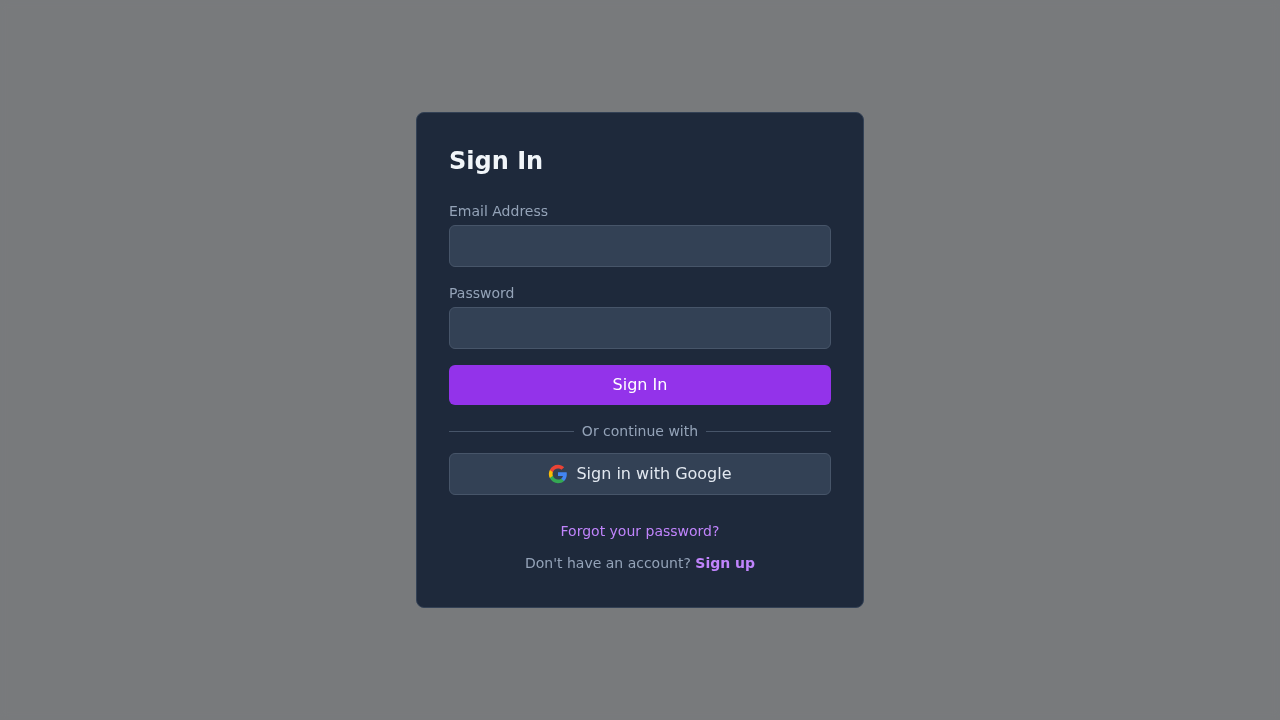 Sign In
Email Address
Password
Sign In
Or continue with
Sign in with Google
Forgot your password?
Don't have an account? Sign up